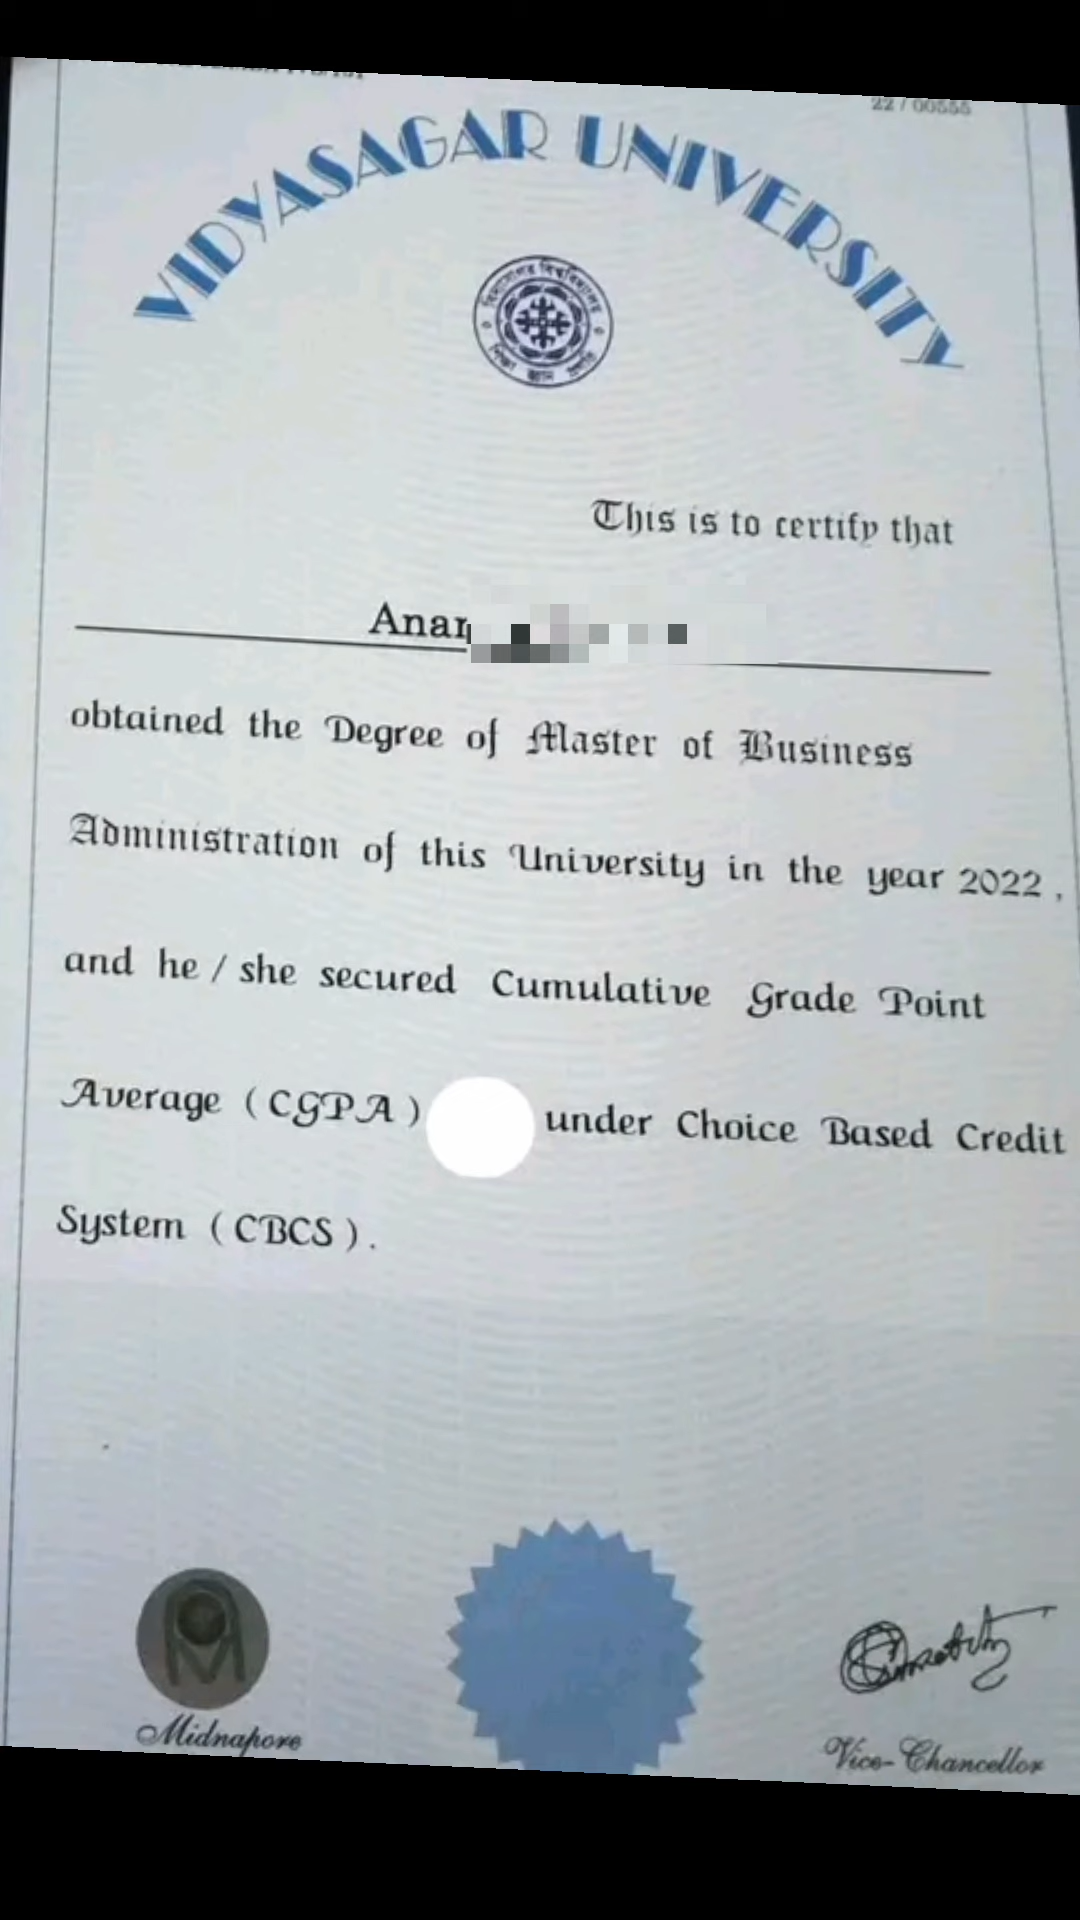 22 / 00555
VIDYASAGAR UNIVERSITY
This is to certify that
obtained the Degree of Master of Business
Administration of this University in the year 2022 ,
and he / she secured Cumulative Grade Point
Average ( CGPA ) under Choice Based Credit
System ( CBCS ) .
Midnapore
Vice-Chancellor